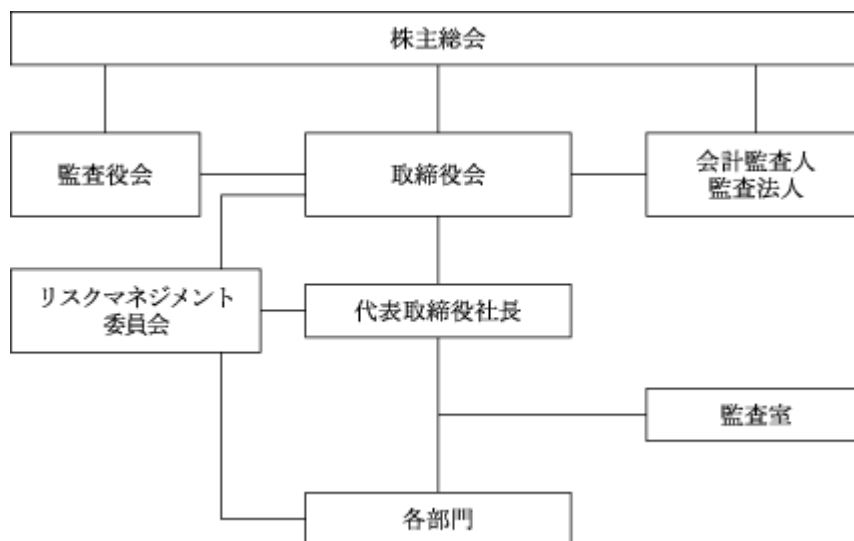 株主総会
監査役会
取締役会
会計監査人
監査法人
リスクマネジメント
委員会
代表取締役社長
監査室
各部門